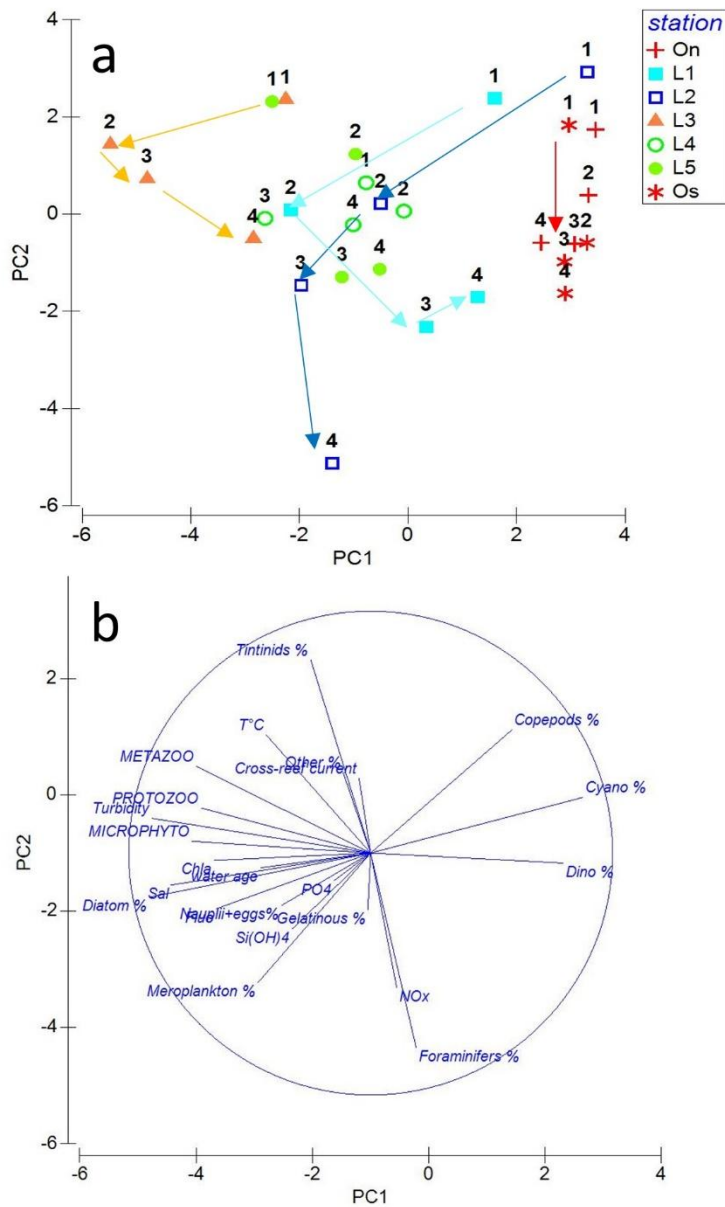 a
station
On
L1
L2
L3
L4
L5
Os
4
2
0
-2
-4
-6
PC2
1 1
1
1
1 1
2
3
4
2
1
2
2
3
4
2
3
3
4
4
3
4
2
4 3 2
3
4
-6 -4 -2 0 2 4
PC1
b
2
0
-2
-4
-6
PC2
Tintinids %
T°C
Copepods %
Other %
METAZOO
Cross-reef current
Cyano %
PROTOZOO
Turbidity
MICROPHYTO
Chla
water age
Dino %
Sal
PO4
Diatom %
Nauplii+eggs%
Fluo
Gelatinous %
Si(OH)4
Meroplankton %
NOx
Foraminifers %
-6 -4 -2 0 2 4
PC1